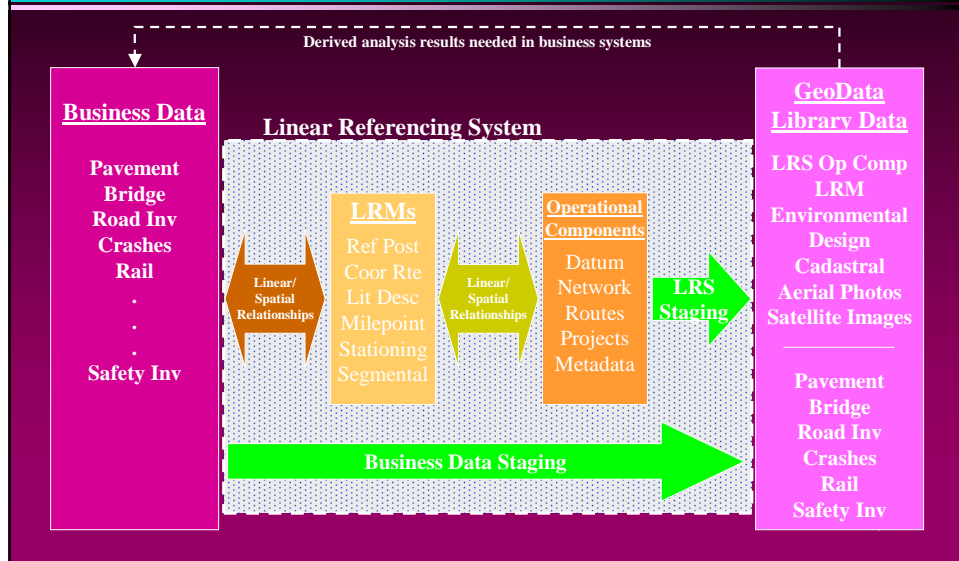 Derived analysis results needed in business systems
Business Data
Pavement
Bridge
Road Inv
Crashes
Rail
.
.
.
Safety Inv
Linear Referencing System
Linear/
Spatial
Relationships
LRMs
Ref Post
Coor Rte
Lit Desc
Milepoint
Stationing
Segmental
Linear/
Spatial
Relationships
Operational
Components
Datum
Network
Routes
Projects
Metadata
LRS
Staging
Business Data Staging
GeoData
Library Data
LRS Op Comp
LRM
Environmental
Design
Cadastral
Aerial Photos
Satellite Images
Pavement
Bridge
Road Inv
Crashes
Rail
Safety Inv